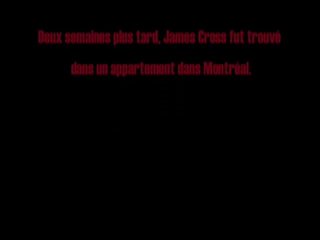 Deux semaines plus tard, James Cross fut trouvé
dans un appartement dans Montréal.